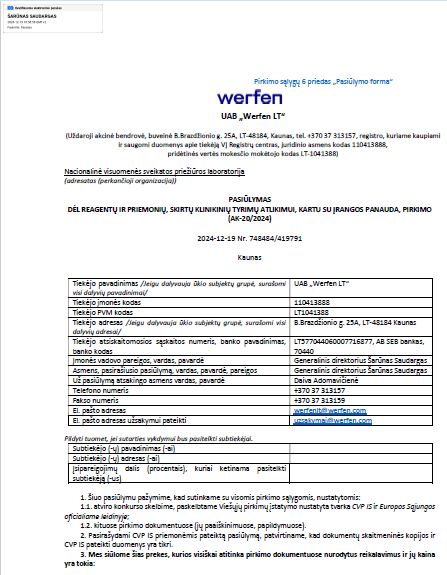 ŠARŪNAS SAUDARGAS
Pirkimo sąlygų 6 priedas „Pasiūlymo forma“
werfen
UAB „Werfen LT“
(Uždaroji akcinė bendrovė, buveinė B.Brazdžionio g. 25A, LT-48184, Kaunas, tel. +370 37 313157, registro, kuriame kaupiami
ir saugomi duomenys apie tiekėją VĮ Registrų centras, juridinio asmens kodas 110413888,
pridėtinės vertės mokesčio mokėtojo kodas LT-1041388)
Nacionalinė visuomenės sveikatos priežiūros laboratorija
(adresatas (perkančioji organizacija))
PASIŪLYMAS
DĖL REAGENTŲ IR PRIEMONIŲ, SKIRTŲ KLINIKINIŲ TYRIMŲ ATLIKIMUI, KARTU SU ĮRANGOS PANAUDA, PIRKIMO
(AK-20/2024)
2024-12-19 Nr. 748484/419791
Kaunas
Tiekėjo pavadinimas /Jeigu dalyvauja ūkio subjektų grupė, surašomi visi dalyvių pavadinimai/ UAB „Werfen LT“
Tiekėjo įmonės kodas 110413888
Tiekėjo PVM kodas LT1041388
Tiekėjo adresas /Jeigu dalyvauja ūkio subjektų grupė, surašomi visi dalyvių adresai/ B.Brazdžionio g. 25A, LT-48184 Kaunas
Tiekėjo atsiskaitomosios sąskaitos numeris, banko pavadinimas, banko kodas LT577044060007716877, AB SEB bankas, 70440
Įmonės vadovo pareigos, vardas, pavardė Generalinis direktorius Šarūnas Saudargas
Asmens, pasirašusio pasiūlymą, vardas, pavardė, pareigos Generalinis direktorius Šarūnas Saudargas
Už pasiūlymą atsakingo asmens vardas, pavardė Daiva Adomavičienė
Telefono numeris +370 37 313157
Fakso numeris +370 37 313159
El. pašto adresas werfenlt@werfen.com
El. pašto adresas užsakymui pateikti uzsakymai@werfen.com
Pildyti tuomet, jei sutarties vykdymui bus pasitelkti subtiekėjai.
Subtiekėjo (-ų) pavadinimas (-ai)
Subtiekėjo (-ų) adresas (-ai)
Įsipareigojimų dalis (procentais), kuriai ketinama pasitelkti
subtiekėją (-us)
1. Šiuo pasiūlymu pažymime, kad sutinkame su visomis pirkimo sąlygomis, nustatytomis:
1.1. atviro konkurso skelbime, paskelbtame Viešųjų pirkimų įstatymo nustatyta tvarka CVP IS ir Europos Sąjungos
oficialiame leidinyje;
1.2. kituose pirkimo dokumentuose (jų paaiškinimuose, papildymuose).
2. Pasirašydami CVP IS priemonėmis pateiktą pasiūlymą, patvirtiname, kad dokumentų skaitmeninės kopijos ir
CVP IS pateikti duomenys yra tikri.
3. Mes siūlome šias prekes, kurios visiškai atitinka pirkimo dokumentuose nurodytus reikalavimus ir jų kaina
yra tokia: